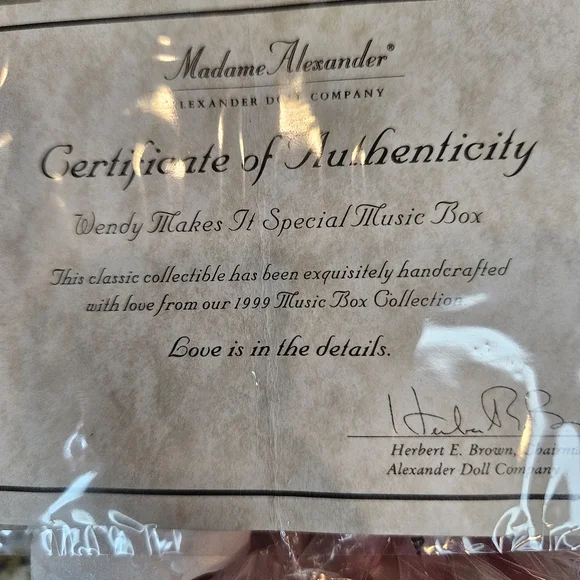 Madame Alexander®
ALEXANDER DOLL COMPANY
Certificate of Authenticity
Wendy Makes It Special Music Box
This classic collectible has been exquisitely handcrafted
with love from our 1999 Music Box Collection.
Love is in the details.
Herbert E. Brown, Chairman
Alexander Doll Company